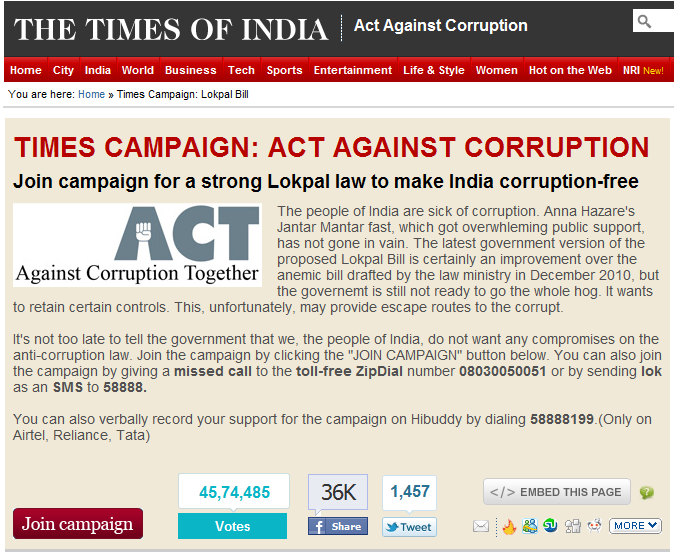 THE TIMES OF INDIA
Act Against Corruption
Home City India World Business Tech Sports Entertainment Life & Style Women Hot on the Web NRI New!
You are here: Home » Times Campaign: Lokpal Bill
TIMES CAMPAIGN: ACT AGAINST CORRUPTION
Join campaign for a strong Lokpal law to make India corruption-free
ACT
Against Corruption Together
The people of India are sick of corruption. Anna Hazare's
Jantar Mantar fast, which got overwhleming public support,
has not gone in vain. The latest government version of the
proposed Lokpal Bill is certainly an improvement over the
anemic bill drafted by the law ministry in December 2010, but
the governemt is still not ready to go the whole hog. It wants
to retain certain controls. This, unfortunately, may provide escape routes to the corrupt.
It's not too late to tell the government that we, the people of India, do not want any compromises on the
anti-corruption law. Join the campaign by clicking the "JOIN CAMPAIGN" button below. You can also join
the campaign by giving a missed call to the toll-free ZipDial number 08030050051 or by sending lok
as an SMS to 58888.
You can also verbally record your support for the campaign on Hibuddy by dialing 58888199.(Only on
Airtel, Reliance, Tata)
Join campaign
45,74,485
Votes
36K
f Share
1,457
Tweet
</> EMBED THIS PAGE ?
MORE